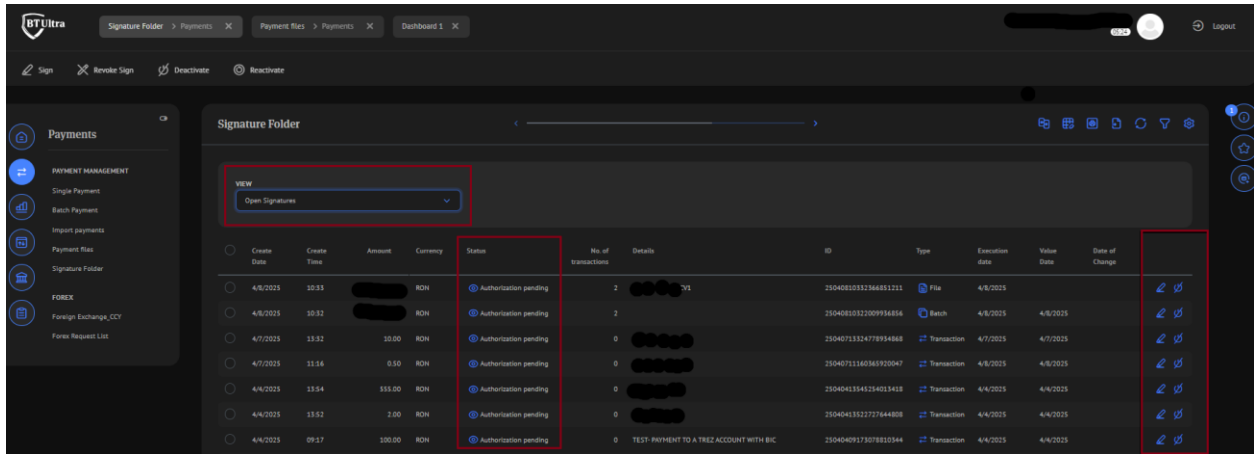 BT Ultra
Signature Folder > Payments X
Payment files > Payments X
Dashboard 1 X
Logout
Sign
Revoke Sign
Deactivate
Reactivate
Payments
PAYMENT MANAGEMENT
Single Payment
Batch Payment
Import payments
Payment files
Signature Folder
FOREX
Foreign Exchange_CCY
Forex Request List
Signature Folder
1
VIEW
Open Signatures
Create Date Create Time Amount Currency Status No. of transactions Details ID Type Execution date Value Date Date of Change
4/8/2025 10:33 RON Authorization pending 2 File 4/8/2025
4/8/2025 10:32 RON Authorization pending 2 Batch 4/8/2025 4/8/2025
4/7/2025 13:32 10.00 RON Authorization pending 0 Transaction 4/7/2025 4/7/2025
4/7/2025 11:16 0.50 RON Authorization pending 0 Transaction 4/8/2025 4/8/2025
4/4/2025 13:54 555.00 RON Authorization pending 0 Transaction 4/4/2025 4/4/2025
4/4/2025 13:52 2.00 RON Authorization pending 0 Transaction 4/4/2025 4/4/2025
4/4/2025 09:17 100.00 RON Authorization pending 0 TEST- PAYMENT TO A TREZ ACCOUNT WITH BIC Transaction 4/4/2025 4/4/2025